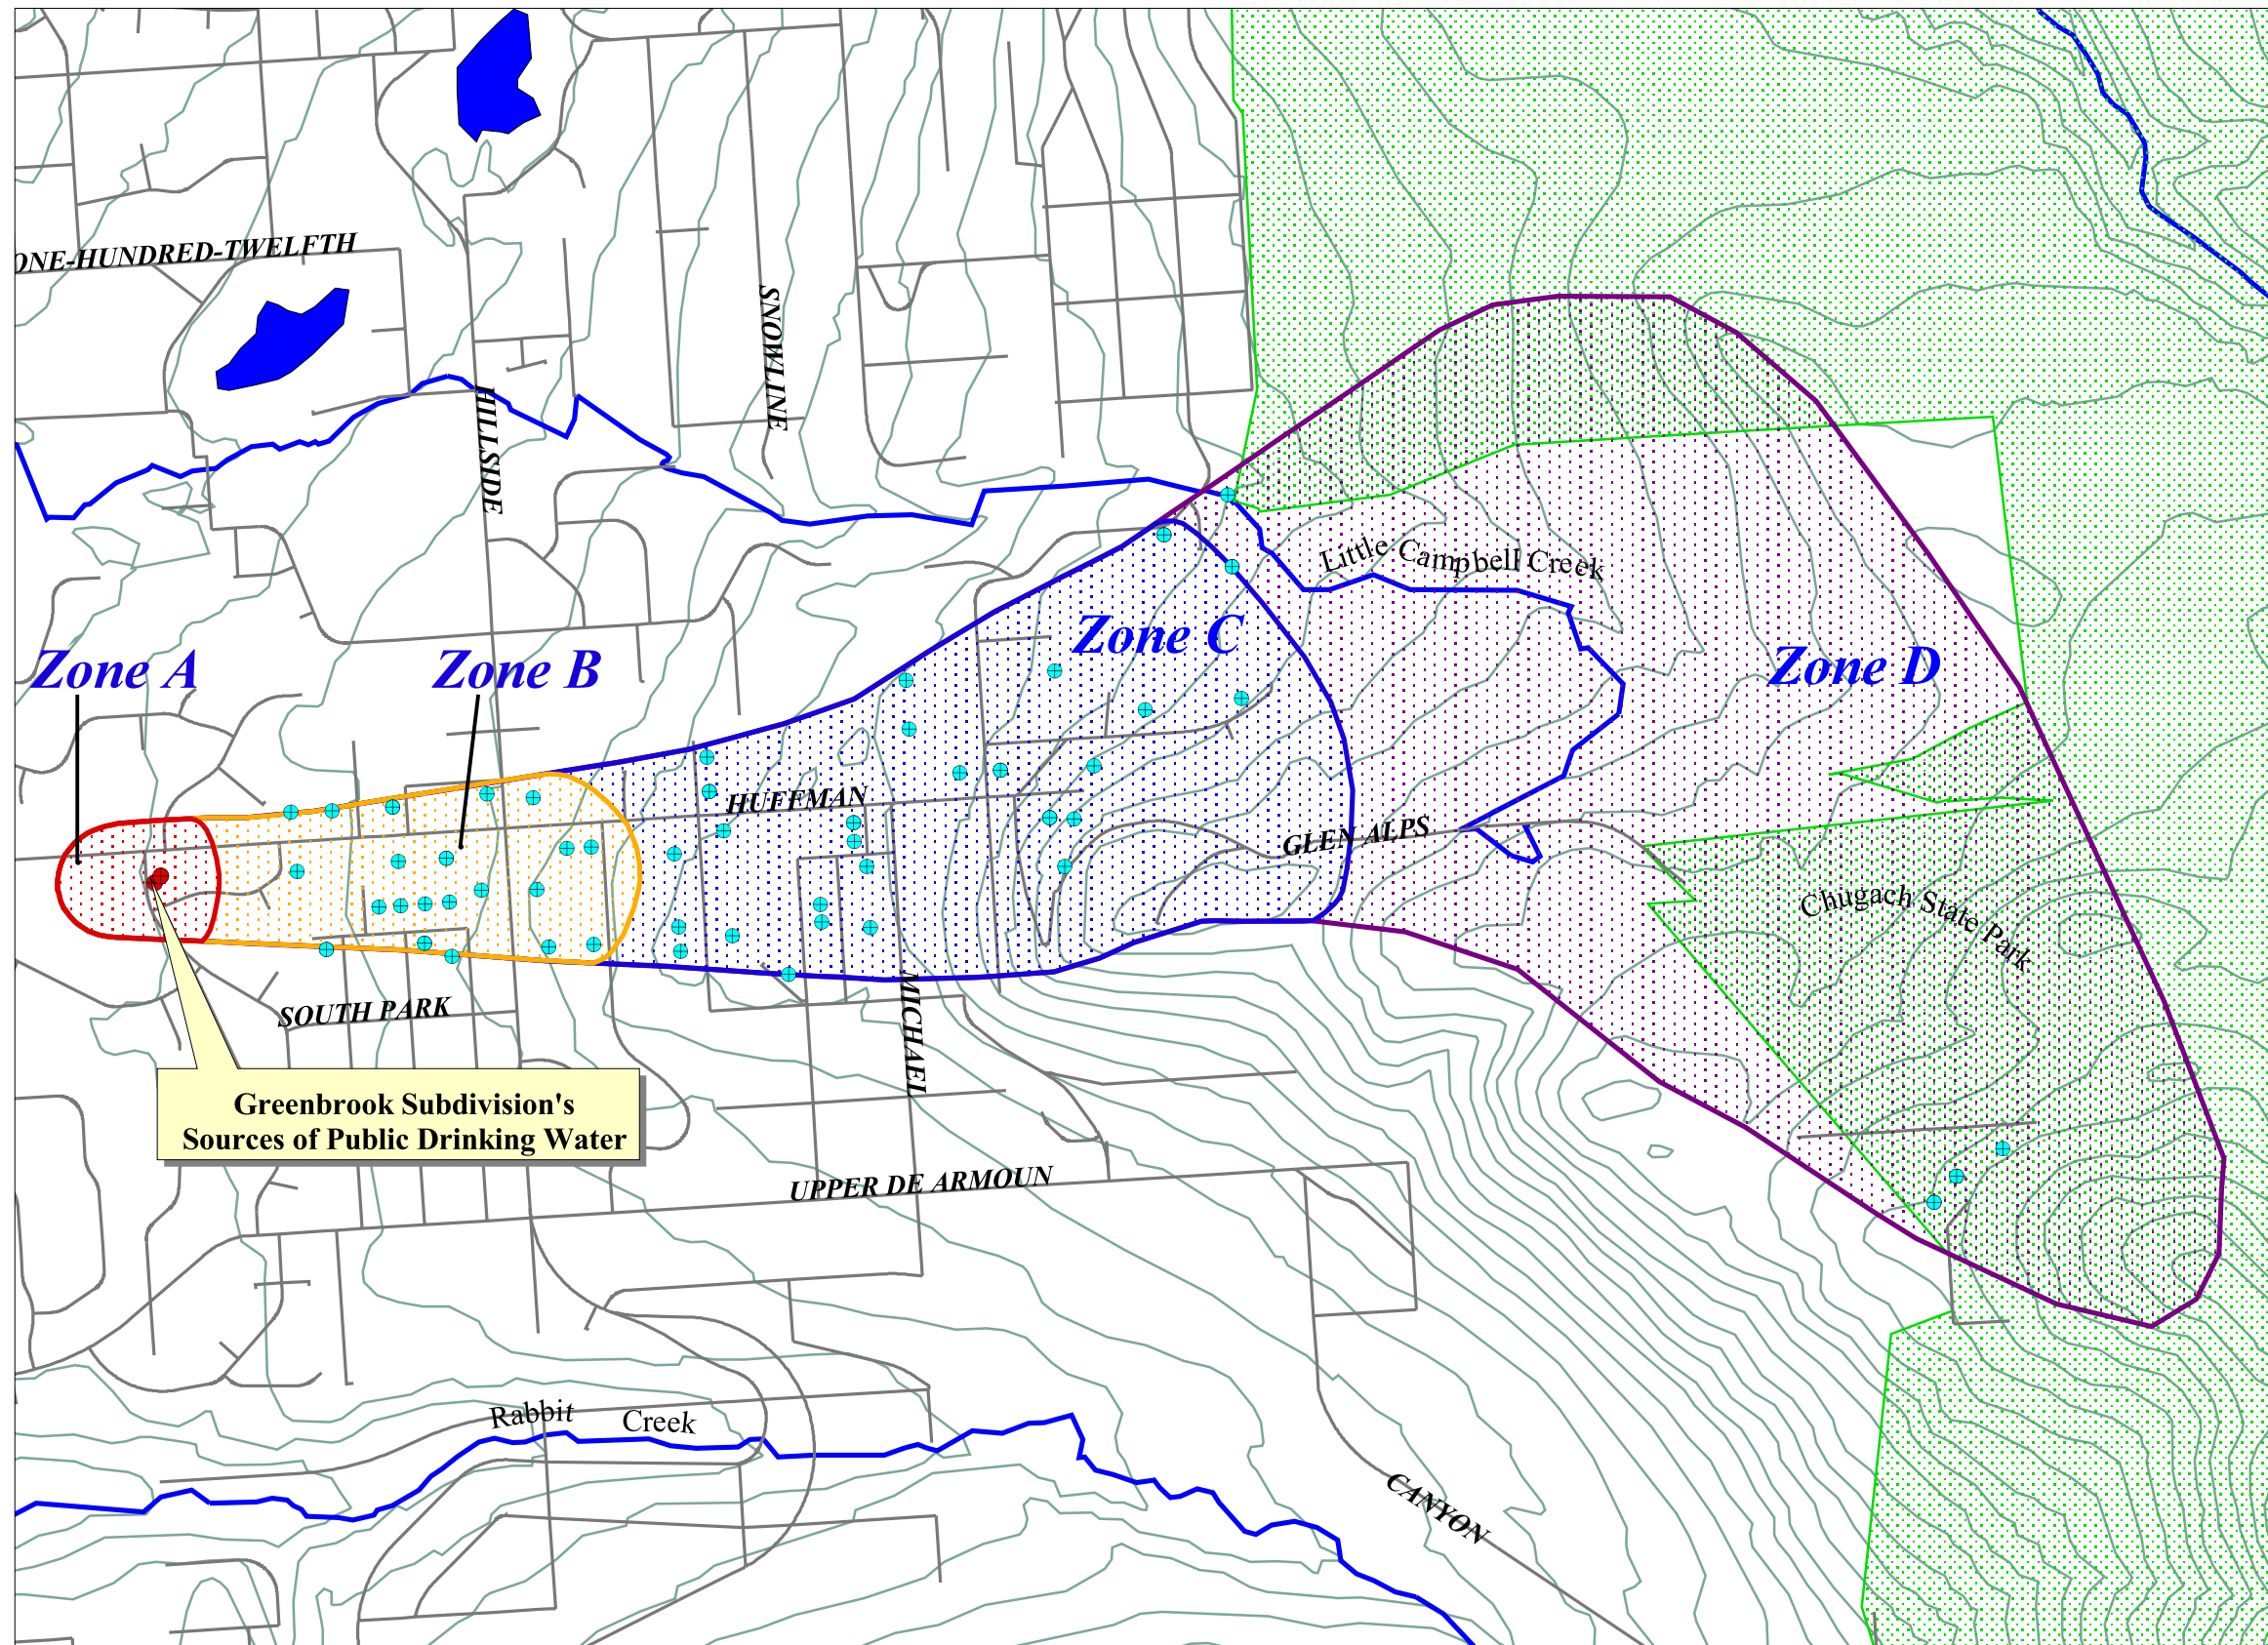 ONE-HUNDRED-TWELFTH
SNOWLINE
HILLSIDE
Little Campbell Creek
Zone A
Zone B
Zone C
Zone D
HUFFMAN
GLEN ALPS
Chugach State Park
SOUTH PARK
MICHAEL
Greenbrook Subdivision's
Sources of Public Drinking Water
UPPER DE ARMOUN
Rabbit Creek
CANYON